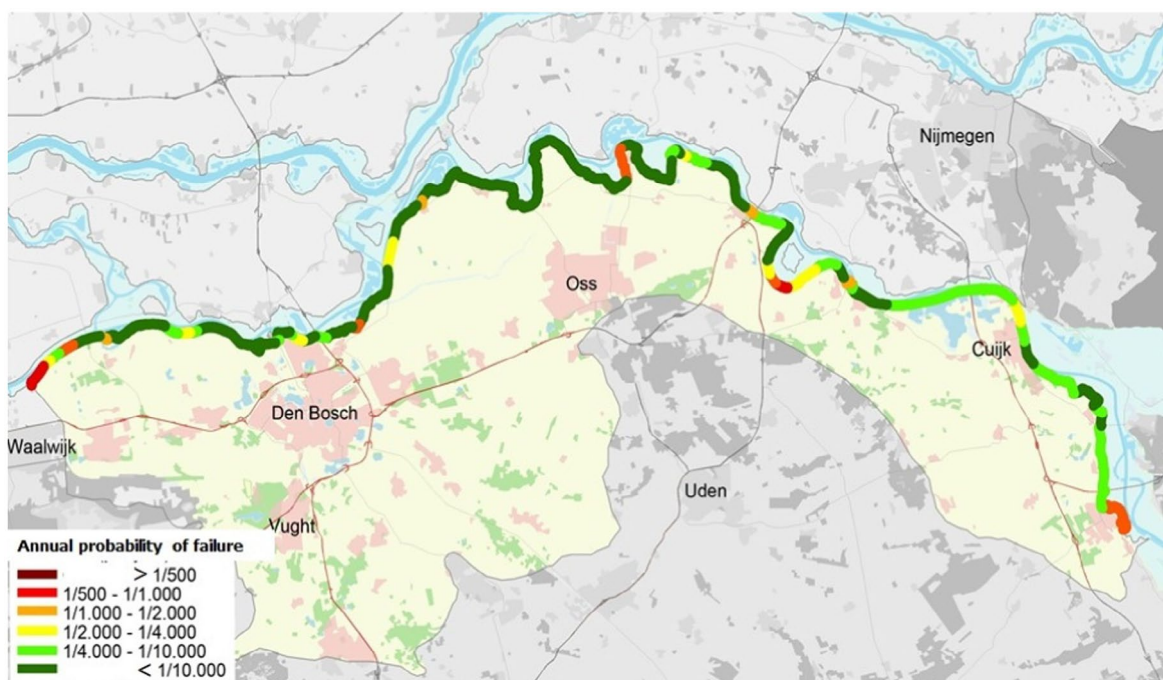 Nijmegen
Oss
Cuijk
Den Bosch
Waalwijk
Uden
Vught
Annual probability of failure
> 1/500
1/500 - 1/1.000
1/1.000 - 1/2.000
1/2.000 - 1/4.000
1/4.000 - 1/10.000
< 1/10.000